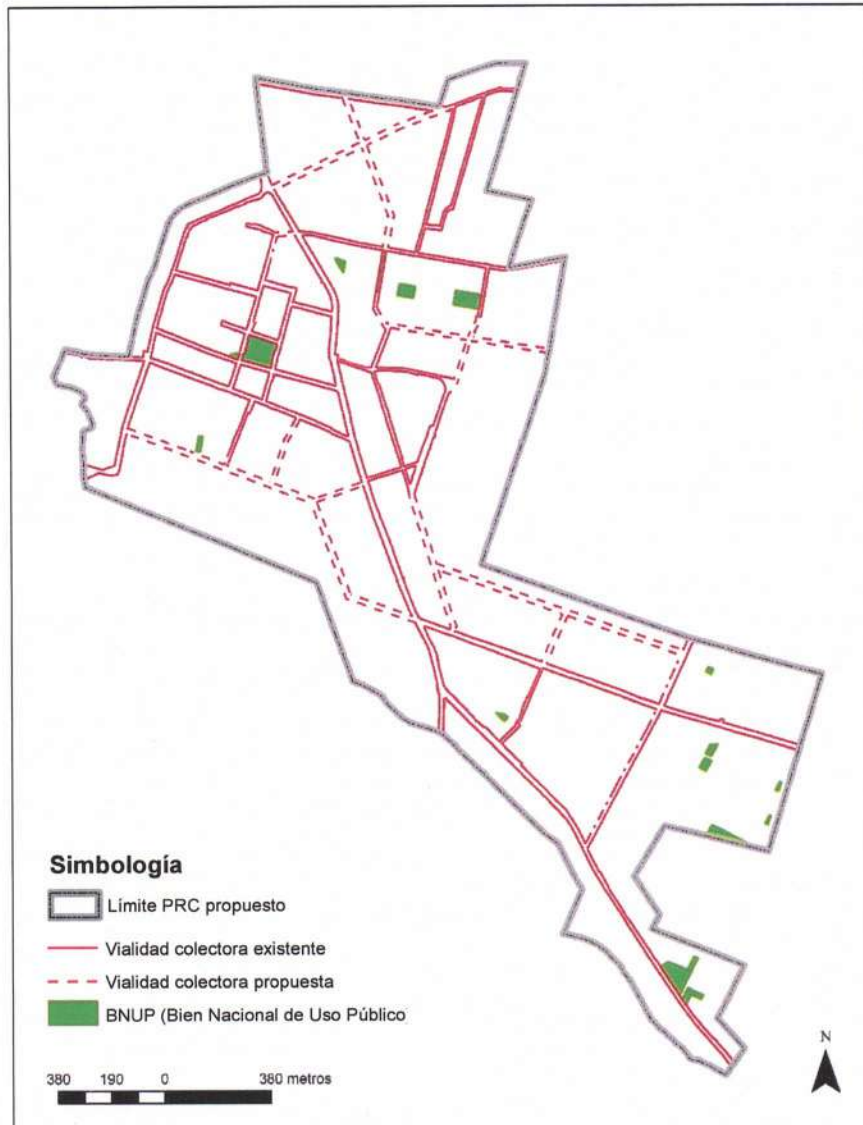 N
Simbología
Límite PRC propuesto
Vialidad colectora existente
Vialidad colectora propuesta
BNUP (Bien Nacional de Uso Público
380 190 0 380 metros